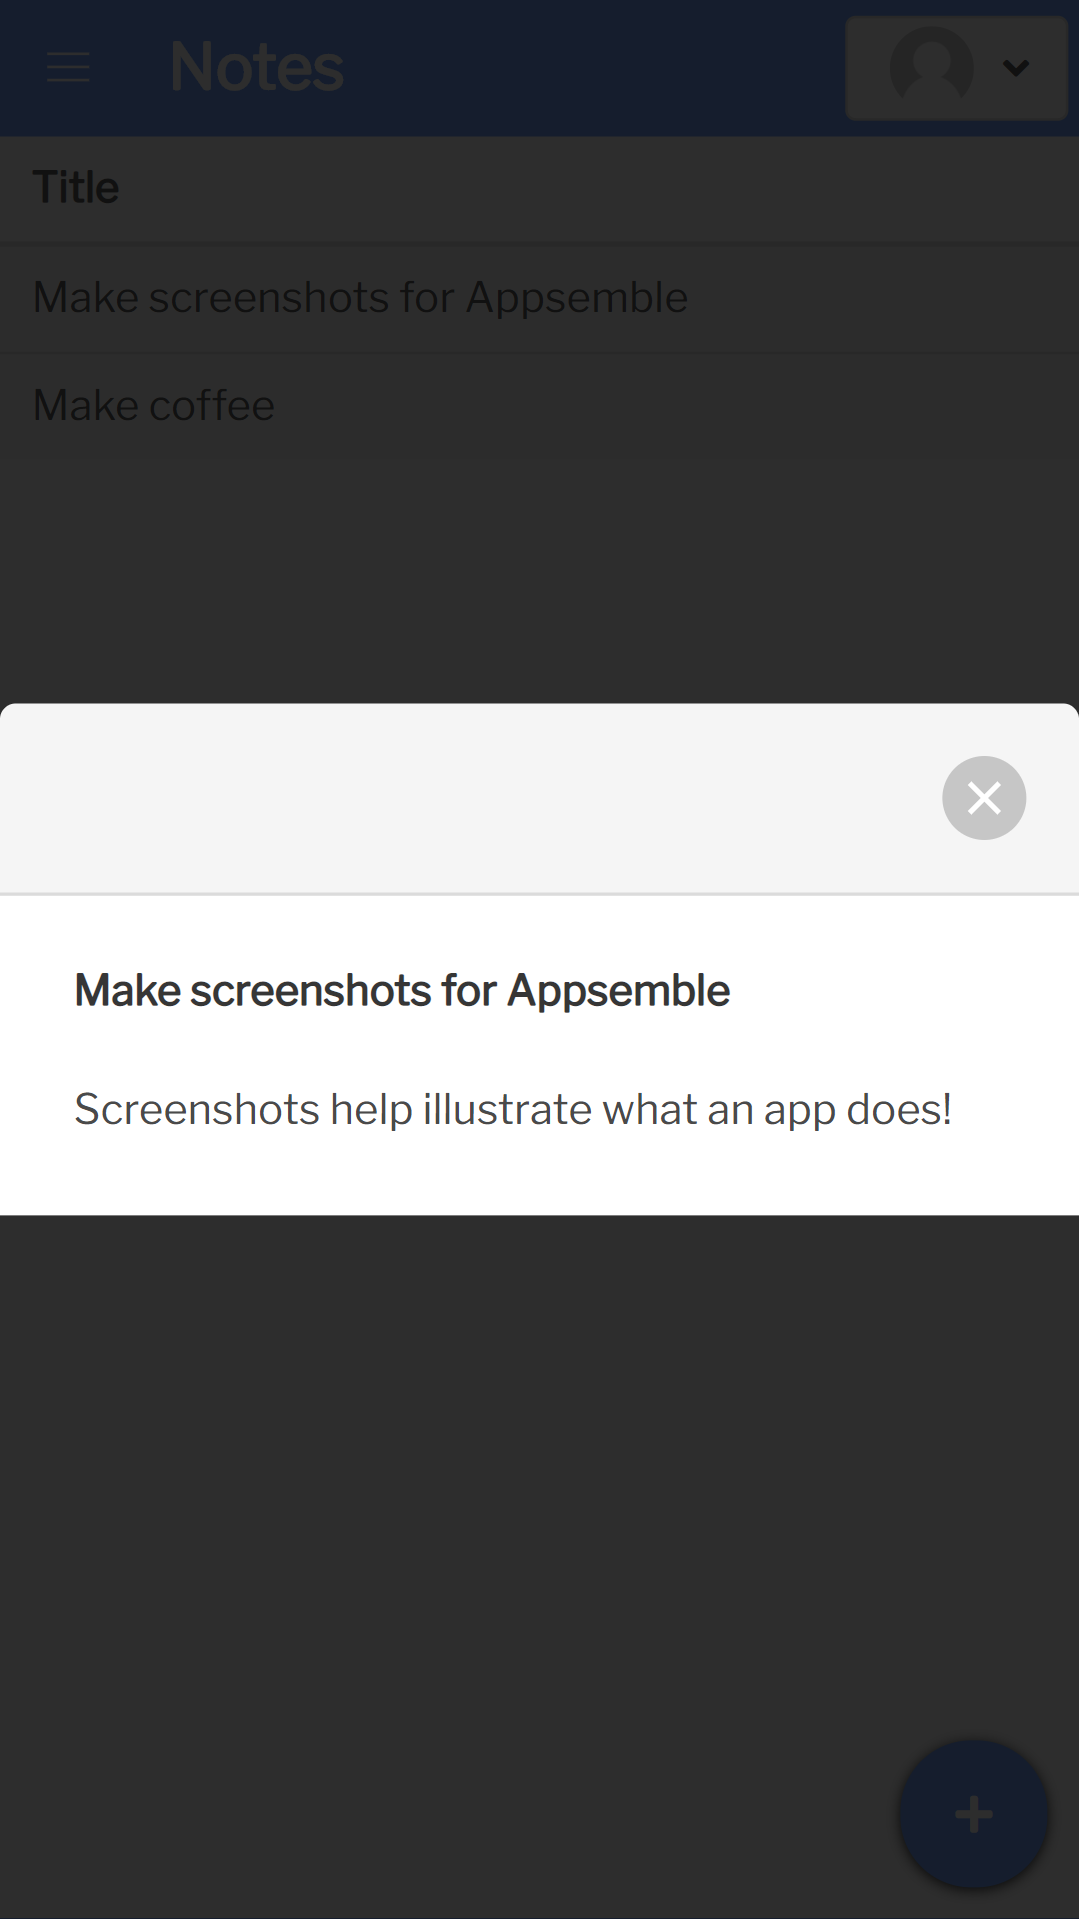 Notes
Title
Make screenshots for Appsemble
Make coffee
Make screenshots for Appsemble
Screenshots help illustrate what an app does!